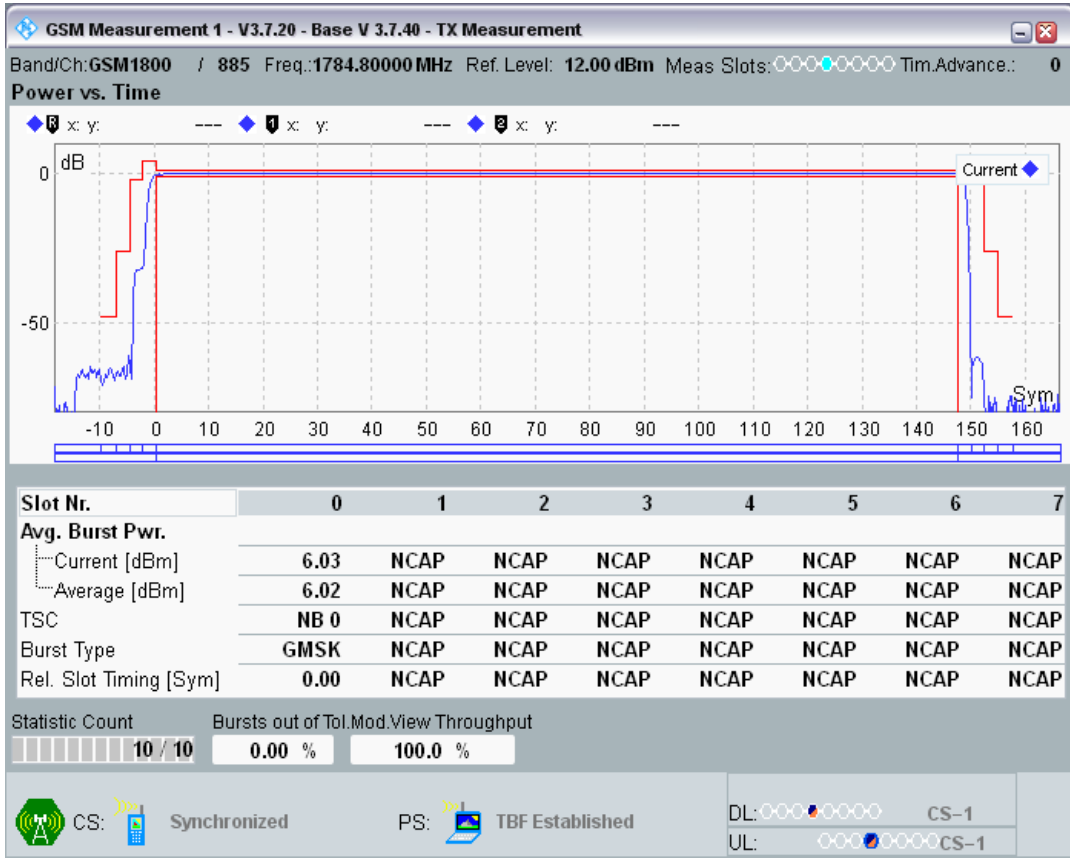 GSM Measurement 1 - V3.7.20 - Base V 3.7.40 - TX Measurement
Band/Ch:GSM1800 / 885 Freq.:1784.80000 MHz Ref. Level: 12.00 dBm Meas Slots: Tim.Advance.: 0
Power vs. Time
R x: y: --- 1 x: y: --- 2 x: y: ---
dB
Current
0
-50
Sym
-10 0 10 20 30 40 50 60 70 80 90 100 110 120 130 140 150 160
Slot Nr. 0 1 2 3 4 5 6 7
Avg. Burst Pwr.
Current [dBm] 6.03 NCAP NCAP NCAP NCAP NCAP NCAP NCAP
Average [dBm] 6.02 NCAP NCAP NCAP NCAP NCAP NCAP NCAP
TSC NB 0 NCAP NCAP NCAP NCAP NCAP NCAP NCAP
Burst Type GMSK NCAP NCAP NCAP NCAP NCAP NCAP NCAP
Rel. Slot Timing [Sym] 0.00 NCAP NCAP NCAP NCAP NCAP NCAP NCAP
Statistic Count Bursts out of Tol. Mod.View Throughput
10 / 10 0.00 % 100.0 %
CS: Synchronized PS: TBF Established
DL: CS-1
UL: CS-1